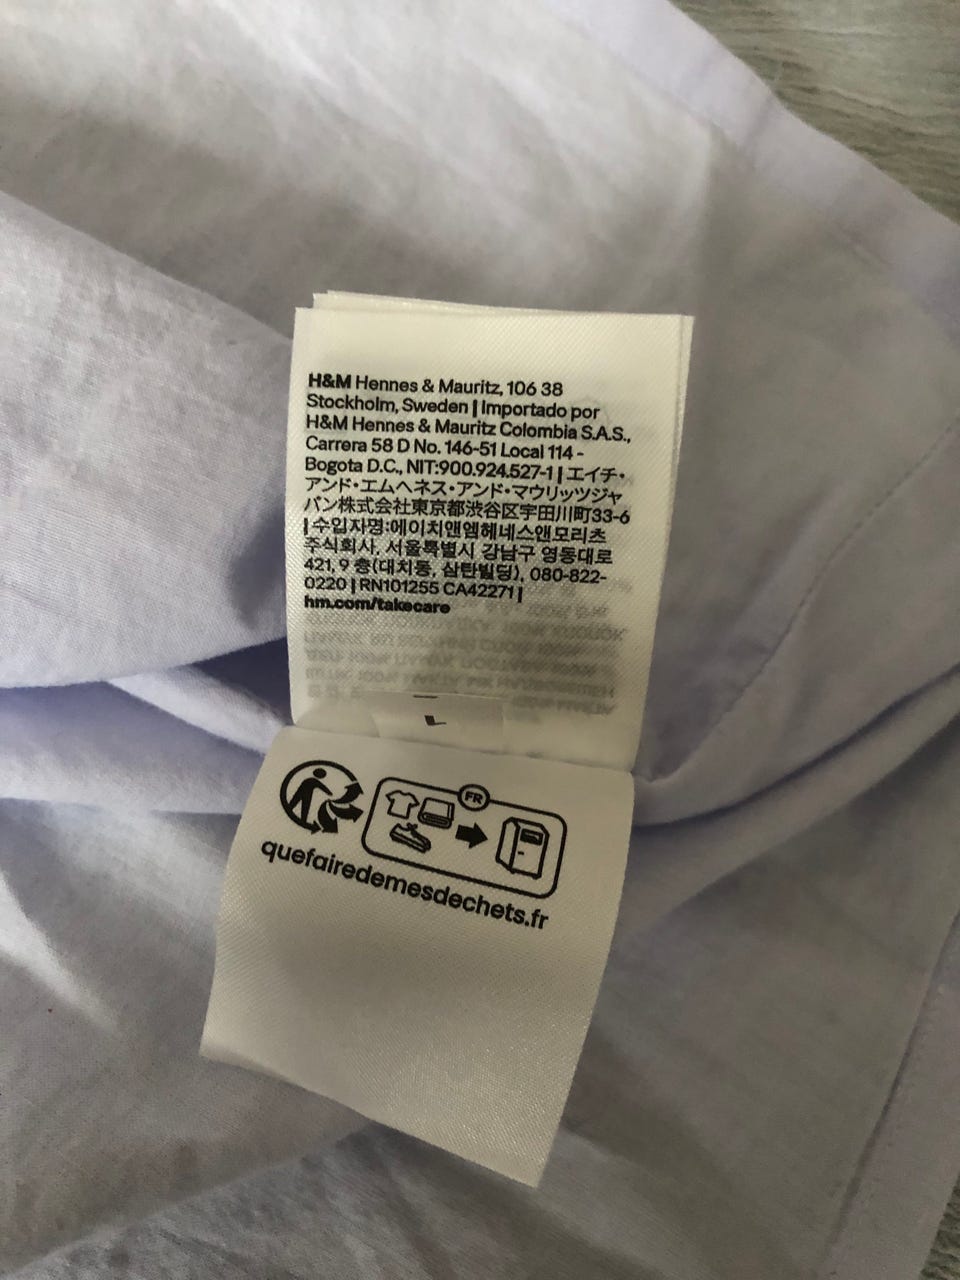 H&M Hennes & Mauritz, 106 38
Stockholm, Sweden | Importado por
H&M Hennes & Mauritz Colombia S.A.S.,
Carrera 58 D No. 146-51 Local 114 -
Bogota D.C., NIT:900.924.527-1 | エイチ・
アンド・エムヘネス・アンド・マウリッツジャ
パン株式会社東京都渋谷区宇田川町33-6
| 수입자명:에이치앤엠헤네스앤모리츠
주식회사, 서울특별시 강남구 영동대로
421, 9 층(대치동, 삼탄빌딩), 080-822-
0220 | RN101255 CA42271 |
hm.com/takecare
FR
quefairedemesdechets.fr